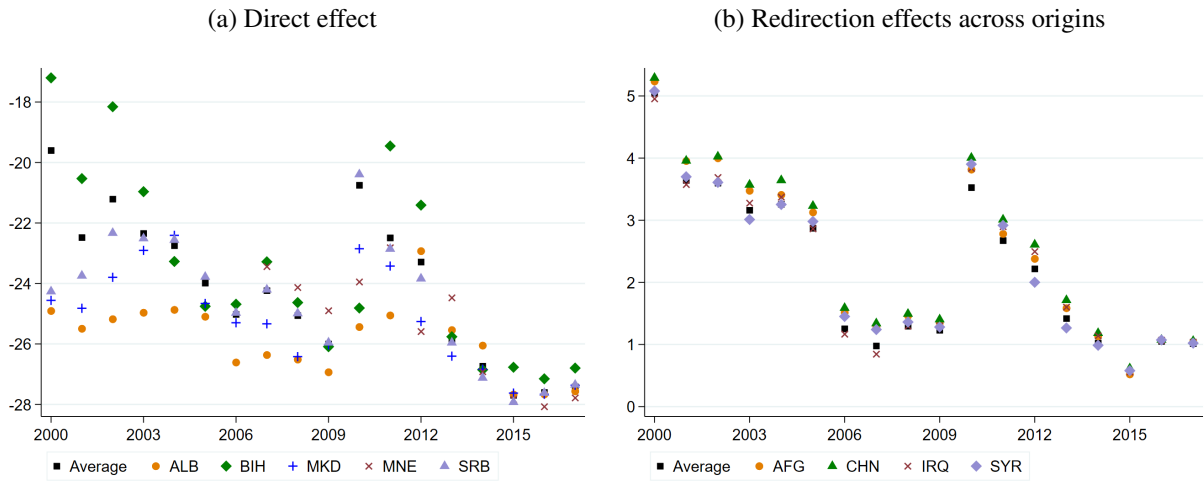 (a) Direct effect
(b) Redirection effects across origins
-18
-20
-22
-24
-26
-28
2000
2003
2006
2009
2012
2015
Average
ALB
BIH
MKD
MNE
SRB
5
4
3
2
1
0
2000
2003
2006
2009
2012
2015
Average
AFG
CHN
IRQ
SYR